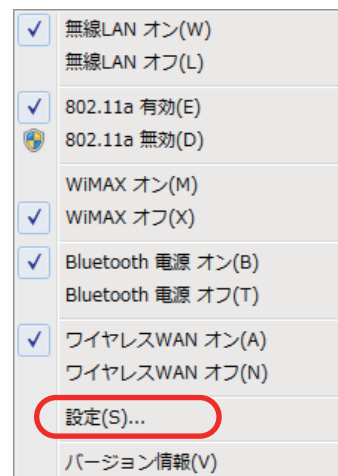 無線LAN オン(W)
無線LAN オフ(L)
802.11a 有効(E)
802.11a 無効(D)
WiMAX オン(M)
WiMAX オフ(X)
Bluetooth 電源 オン(B)
Bluetooth 電源 オフ(T)
ワイヤレスWAN オン(A)
ワイヤレスWAN オフ(N)
設定(S)...
バージョン情報(V)